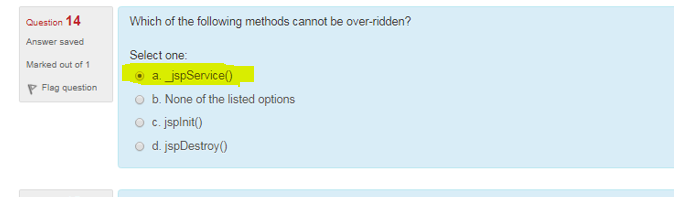 Question 14
Answer saved
Marked out of 1
Flag question
Which of the following methods cannot be over-ridden?
Select one:
a. _jspService()
b. None of the listed options
c. jspInit()
d. jspDestroy()